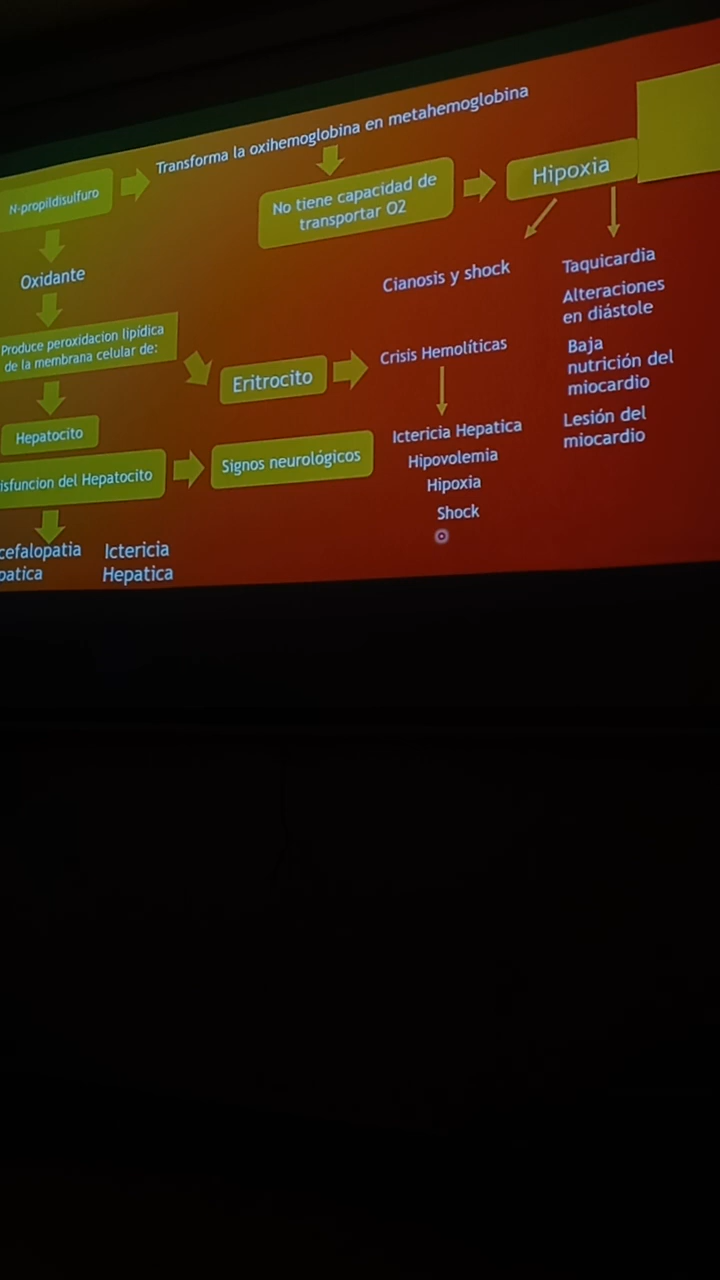 Transforma la oxihemoglobina en metahemoglobina
N-propildisulfuro
No tiene capacidad de
transportar O2
Hipoxia
Oxidante
Cianosis y shock
Taquicardia
Alteraciones
en diástole
Baja
nutrición del
miocardio
Lesión del
miocardio
Produce peroxidacion lipídica
de la membrana celular de:
Eritrocito
Crisis Hemolíticas
Hepatocito
Ictericia Hepatica
Hipovolemia
Hipoxia
Shock
isfuncion del Hepatocito
Signos neurológicos
cefalopatia
patica
Ictericia
Hepatica